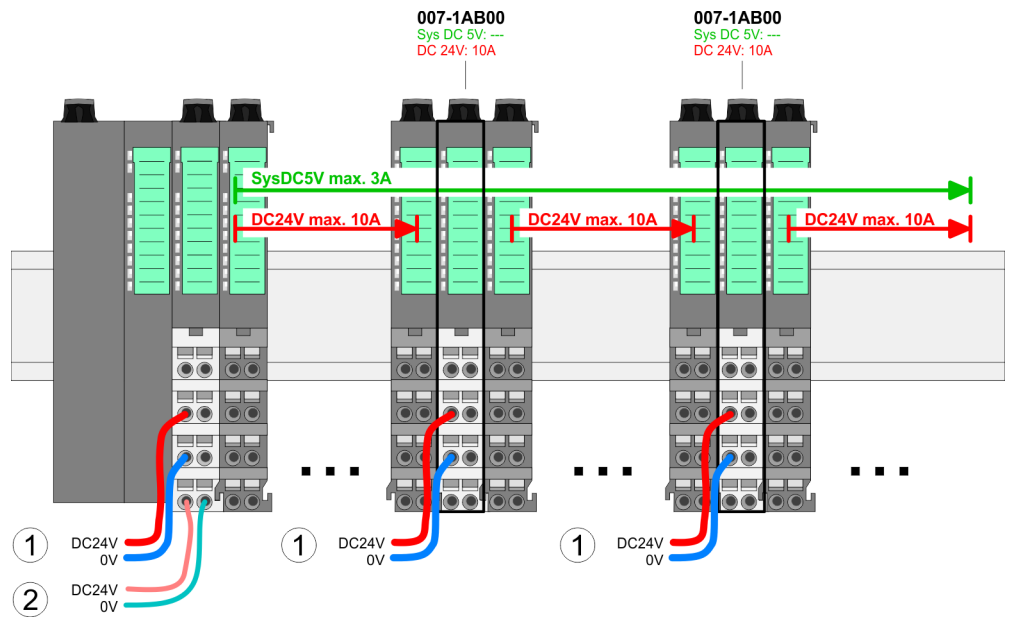 007-1AB00
Sys DC 5V: ---
DC 24V: 10A
007-1AB00
Sys DC 5V: ---
DC 24V: 10A
SysDC5V max. 3A
DC24V max. 10A
DC24V max. 10A
DC24V max. 10A
1
DC24V
0V
1
DC24V
0V
1
DC24V
0V
2
DC24V
0V